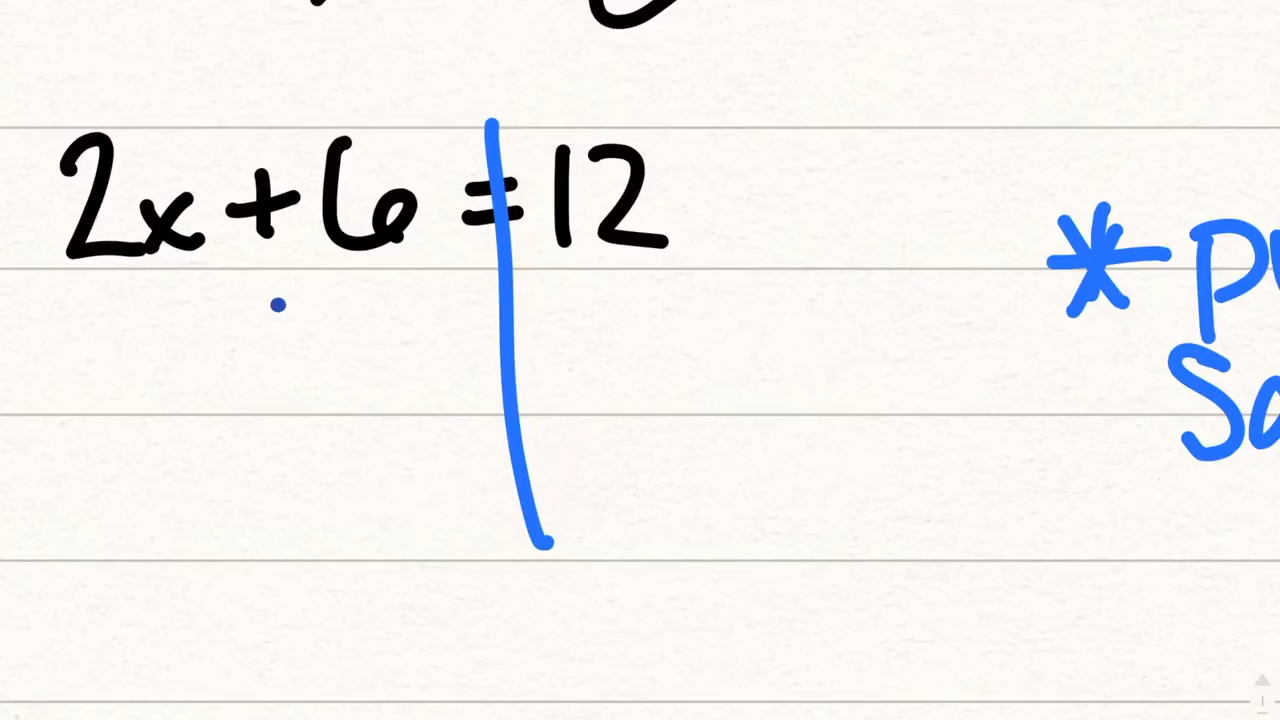 2x + 6 = 12
*